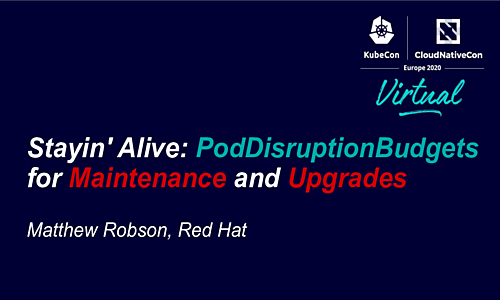 KubeCon
CloudNativeCon
Europe 2020
Virtual
Stayin' Alive: PodDisruptionBudgets
for Maintenance and Upgrades
Matthew Robson, Red Hat